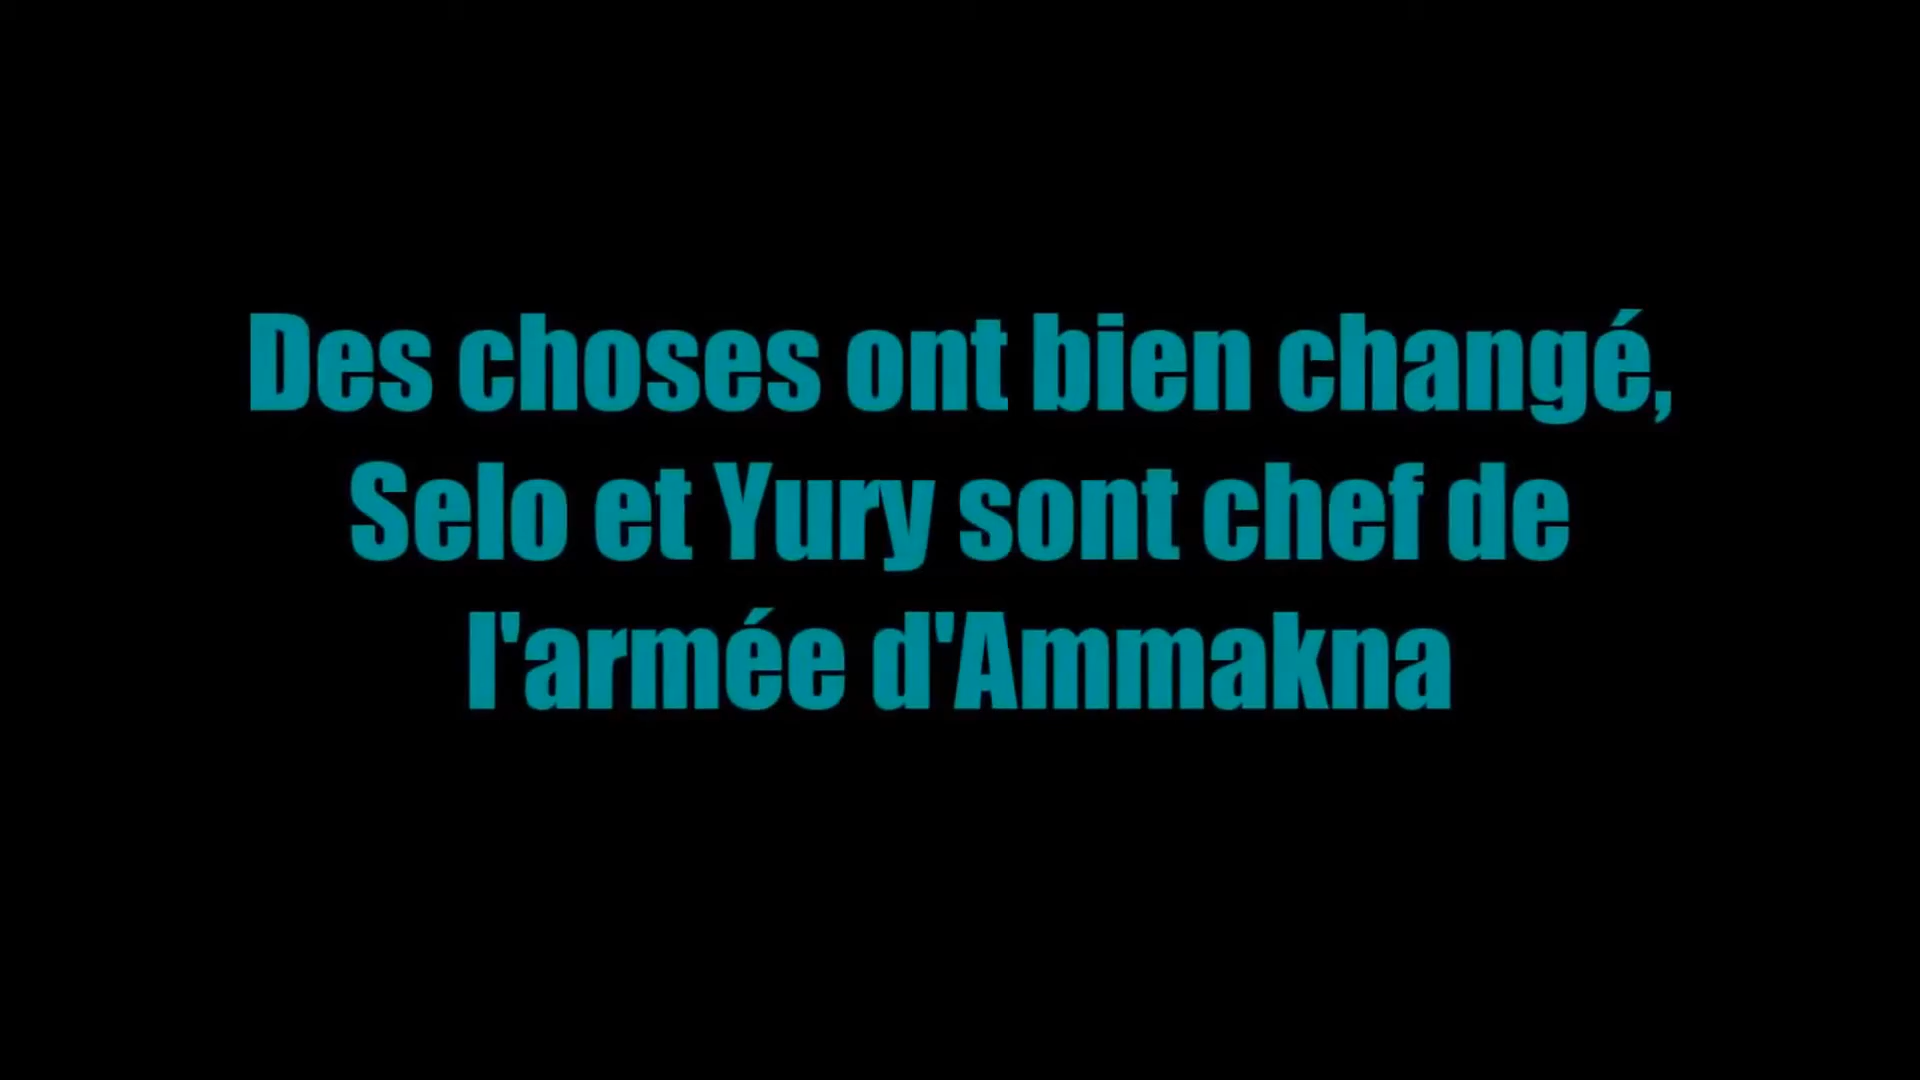 Des choses ont bien changé,
Selo et Yury sont chef de
l'armée d'Ammakna